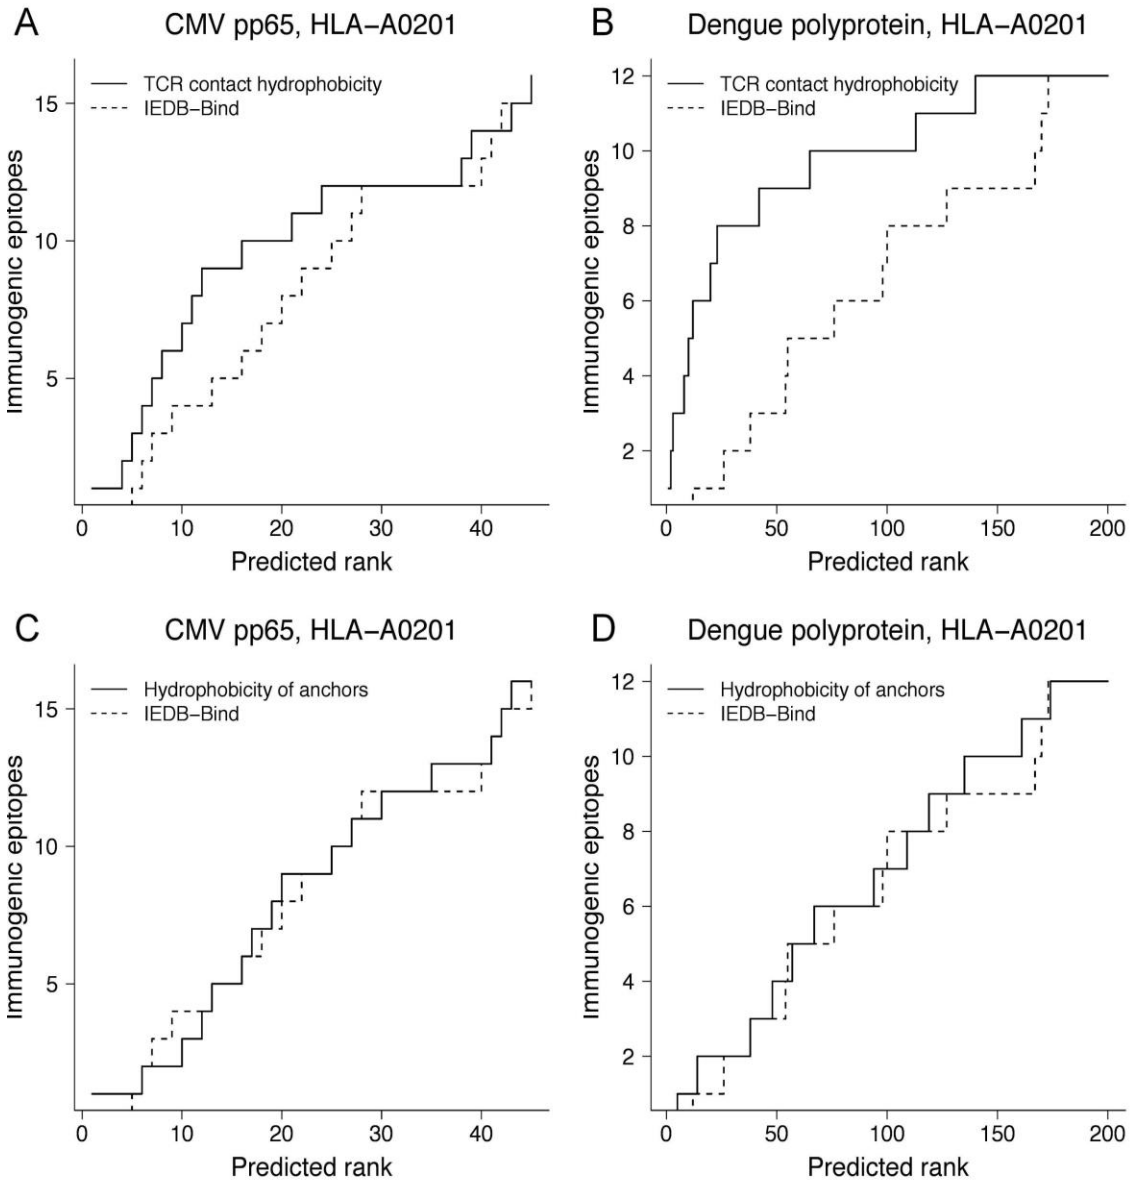 A
CMV pp65, HLA−A0201
TCR contact hydrophobicity
IEDB−Bind
Immunogenic epitopes
15
10
5
0 10 20 30 40
Predicted rank
B
Dengue polyprotein, HLA−A0201
TCR contact hydrophobicity
IEDB−Bind
Immunogenic epitopes
12
10
8
6
4
2
0 50 100 150 200
Predicted rank
C
CMV pp65, HLA−A0201
Hydrophobicity of anchors
IEDB−Bind
Immunogenic epitopes
15
10
5
0 10 20 30 40
Predicted rank
D
Dengue polyprotein, HLA−A0201
Hydrophobicity of anchors
IEDB−Bind
Immunogenic epitopes
12
10
8
6
4
2
0 50 100 150 200
Predicted rank